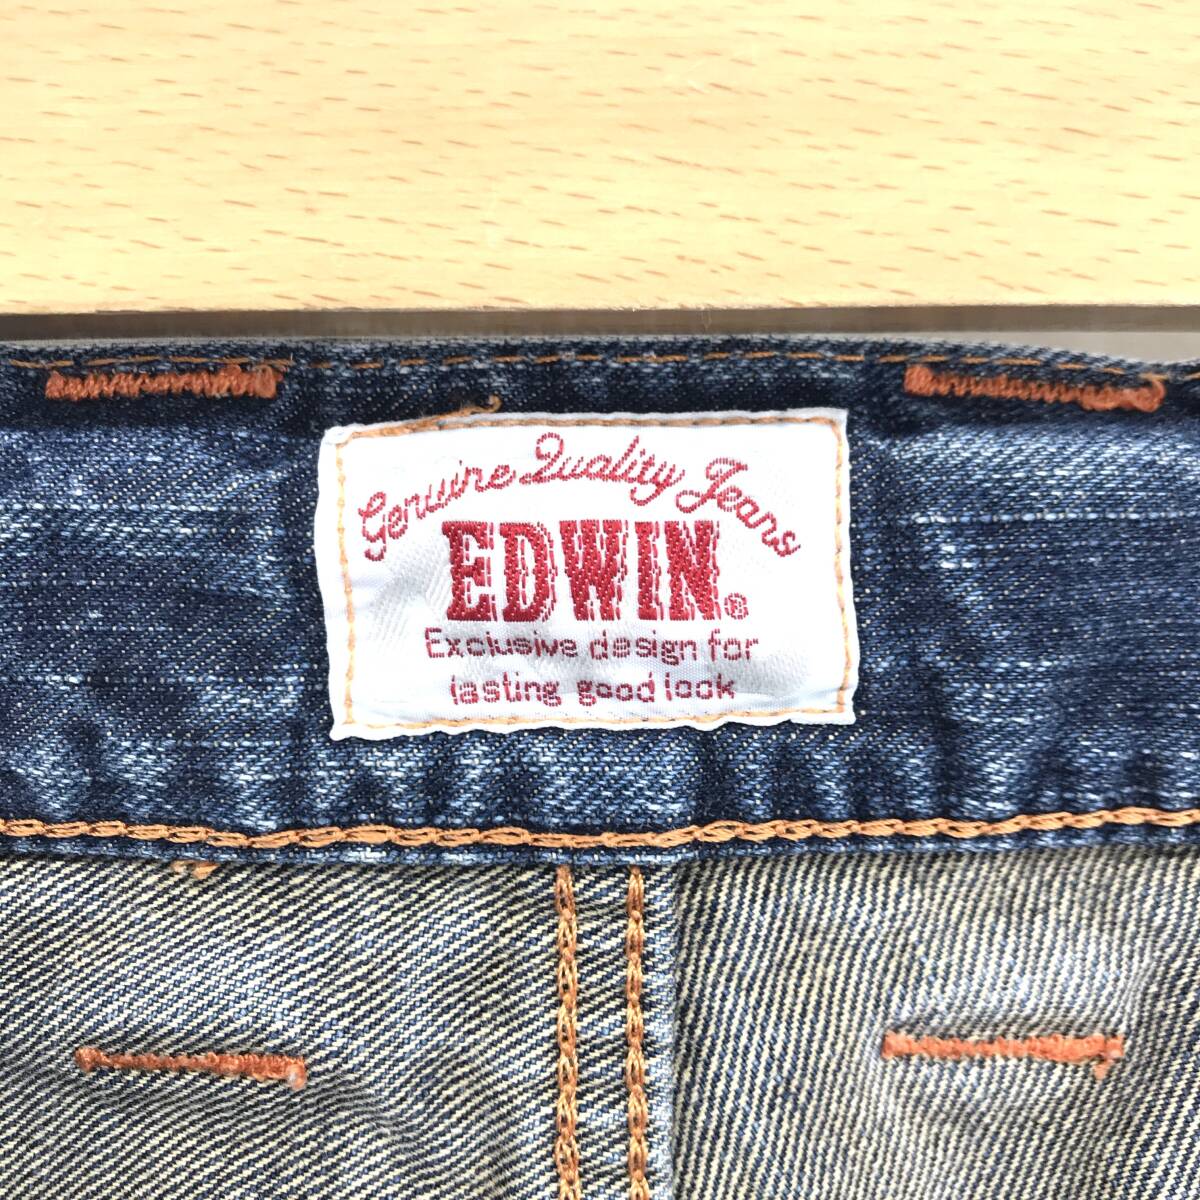 Genuine Quality Jeans
EDWIN®
Exclusive design for
lasting good look